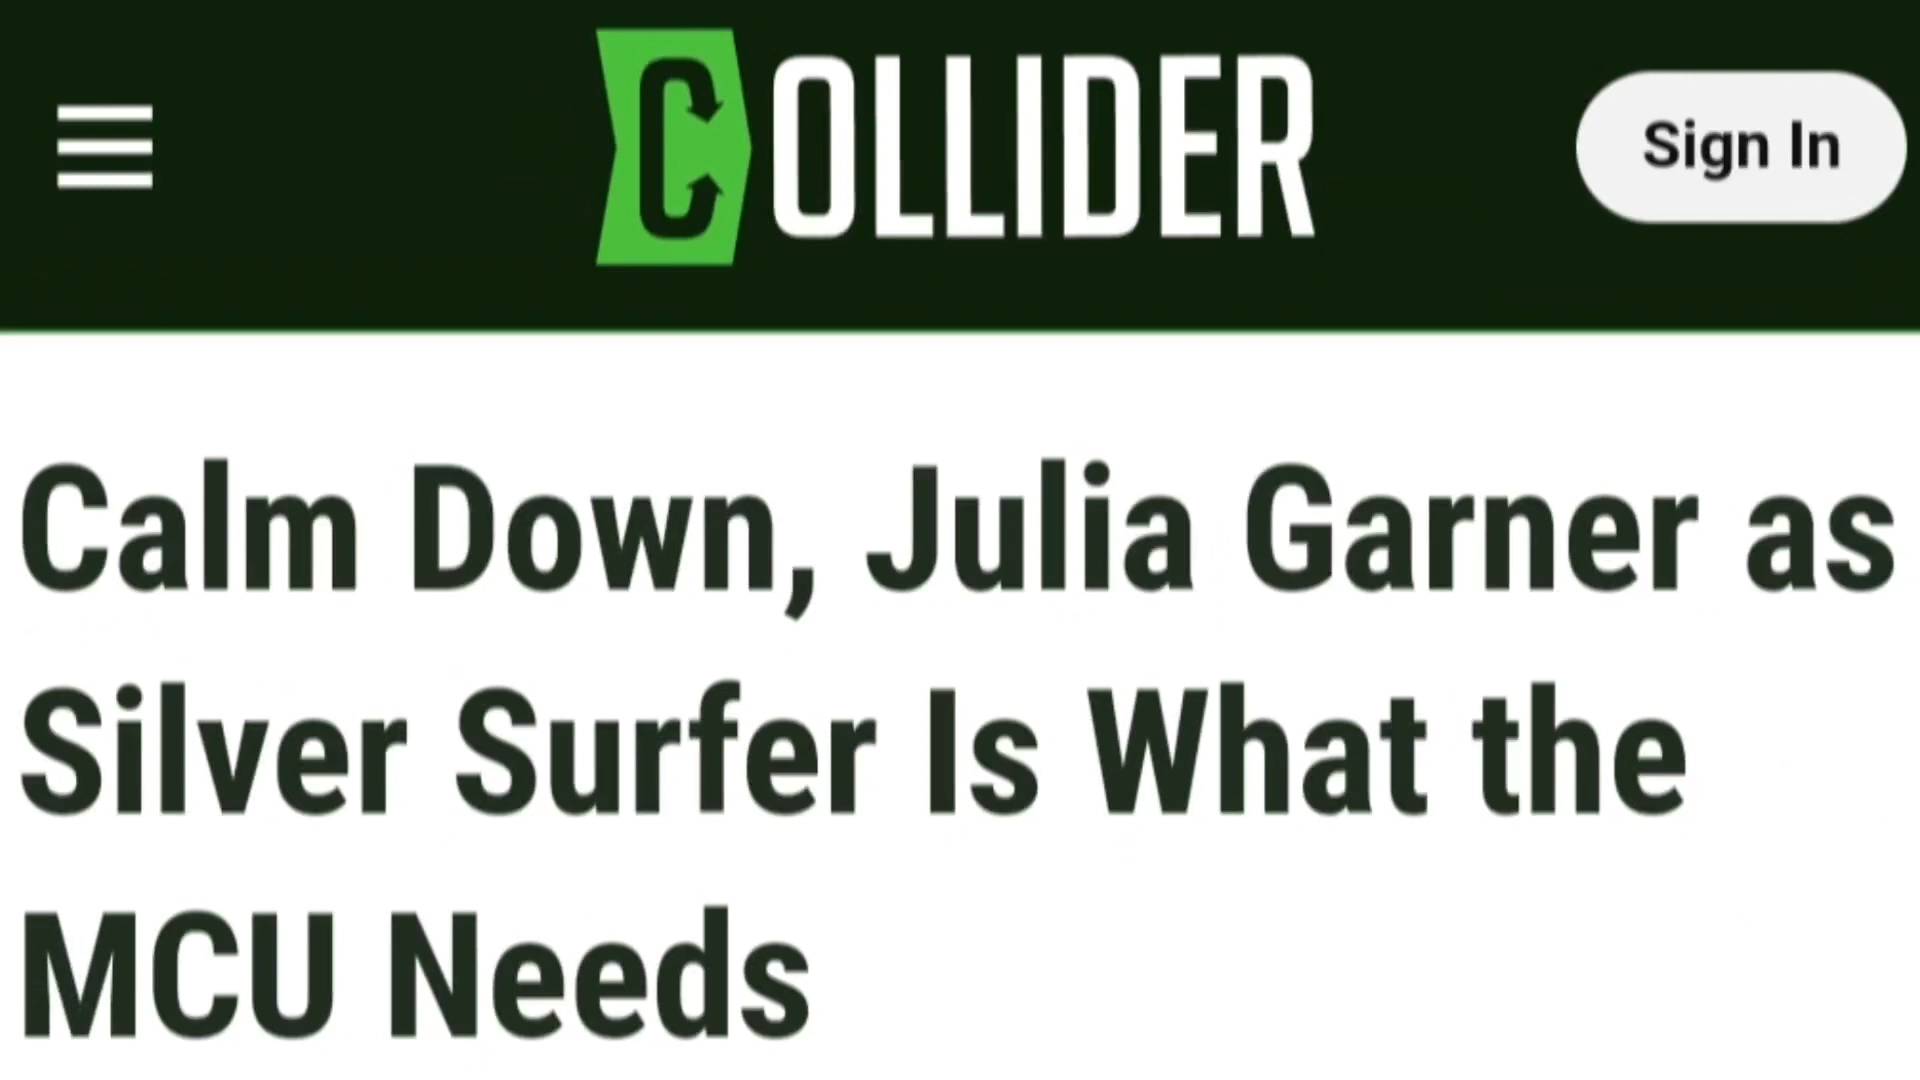 COLLIDER
Sign In
Calm Down, Julia Garner as
Silver Surfer Is What the
MCU Needs